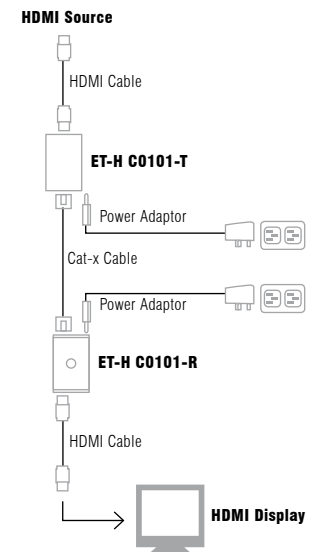 HDMI Source
HDMI Cable
ET-H C0101-T
Power Adaptor
Cat-x Cable
Power Adaptor
ET-H C0101-R
HDMI Cable
HDMI Display